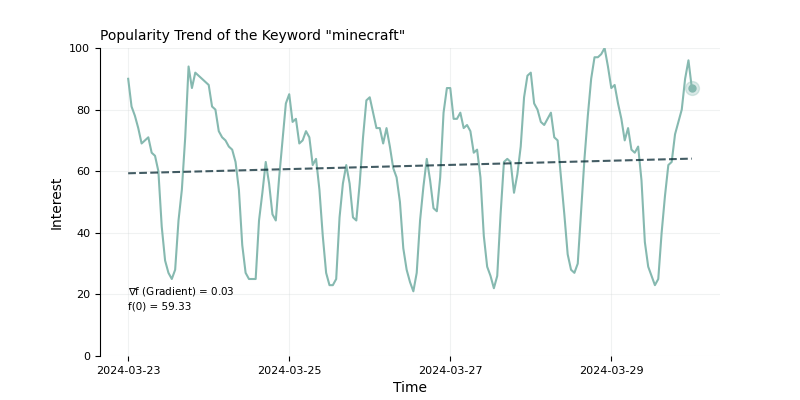 Popularity Trend of the Keyword "minecraft"
100
80
60
40
20
0
Interest
∇f (Gradient) = 0.03
f(0) = 59.33
2024-03-23
2024-03-25
2024-03-27
2024-03-29
Time